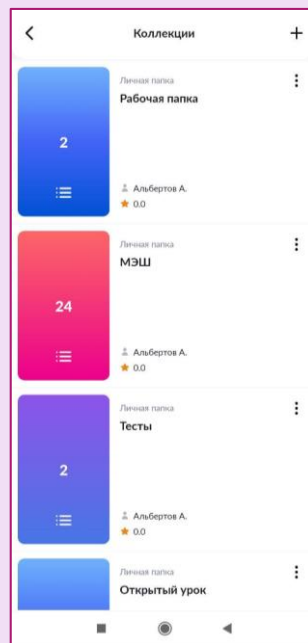 Коллекции
Личная папка
Рабочая папка
2
Альбертов А.
0.0
Личная папка
МЭШ
24
Альбертов А.
0.0
Личная папка
Тесты
2
Альбертов А.
0.0
Личная папка
Открытый урок